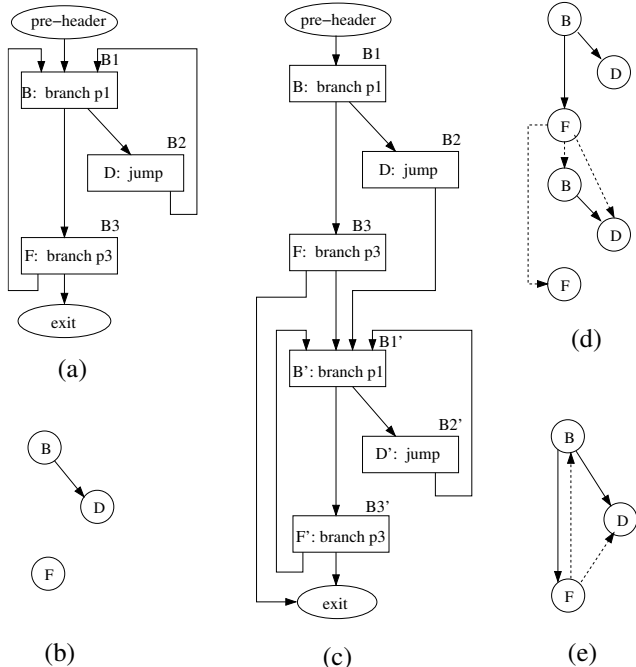 pre-header
B1
B: branch p1
B2
D: jump
B3
F: branch p3
exit
(a)
B
D
F
(b)
pre-header
B1
B: branch p1
B2
D: jump
B3
F: branch p3
B1'
B': branch p1
B2'
D': jump
B3'
F': branch p3
exit
(c)
B
D
F
B
D
F
(d)
B
D
F
(e)